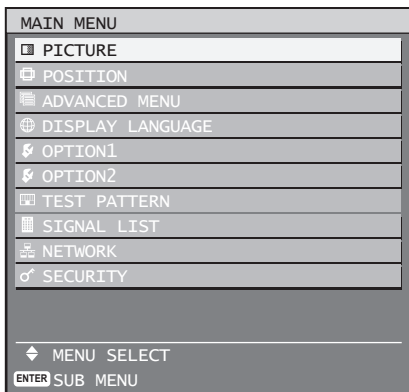 MAIN MENU
PICTURE
POSITION
ADVANCED MENU
DISPLAY LANGUAGE
OPTION1
OPTION2
TEST PATTERN
SIGNAL LIST
NETWORK
SECURITY
MENU SELECT
ENTER SUB MENU